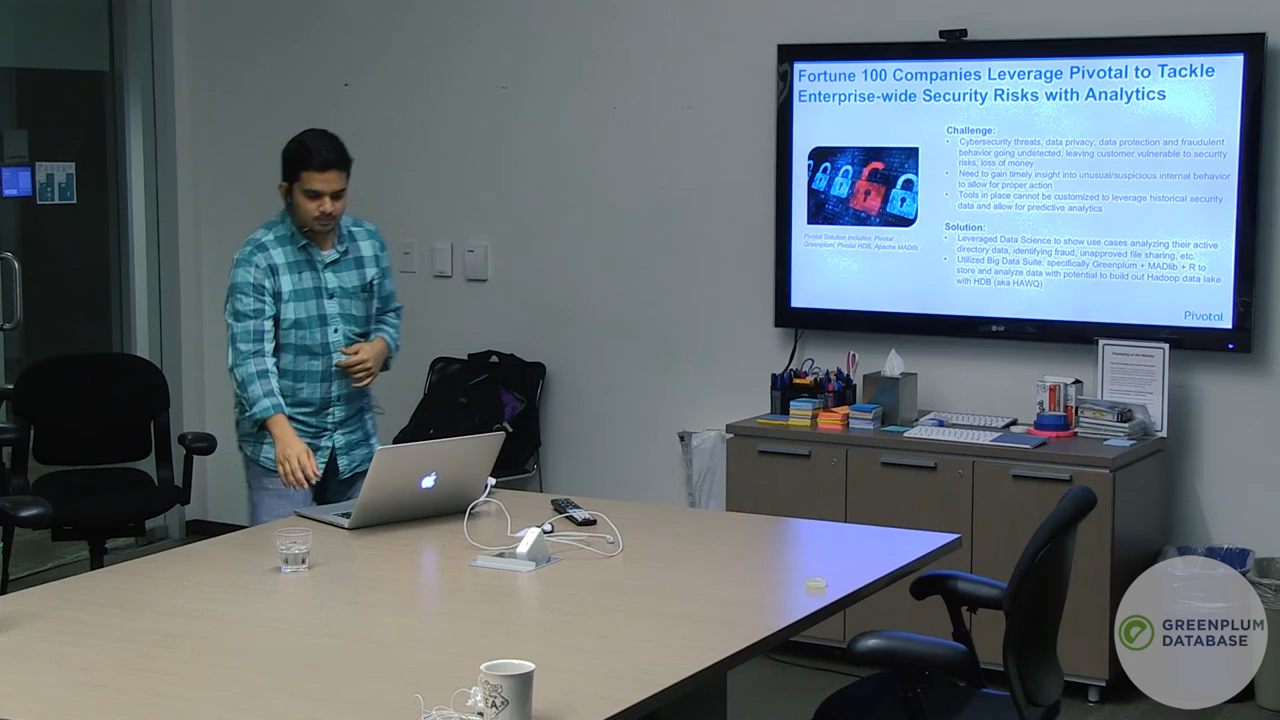 Fortune 100 Companies Leverage Pivotal to Tackle
Enterprise-wide Security Risks with Analytics
Challenge:
• Cybersecurity threats, data privacy, data protection and fraudulent
behavior going undetected, leaving customer vulnerable to security
risks, loss of money
• Need to gain timely insight into unusual/suspicious internal behavior
to allow for proper action
• Tools in place cannot be customized to leverage historical security
data and allow for predictive analytics
Pivotal Solution includes: Pivotal
Greenplum, Pivotal HDB, Apache MADlib
Solution:
• Leveraged Data Science to show use cases analyzing their active
directory data, identifying fraud, unapproved file sharing, etc.
• Utilized Big Data Suite, specifically Greenplum + MADlib + R to
store and analyze data with potential to build out Hadoop data lake
with HDB (aka HAWQ)
Pivotal
LG
GREENPLUM
DATABASE